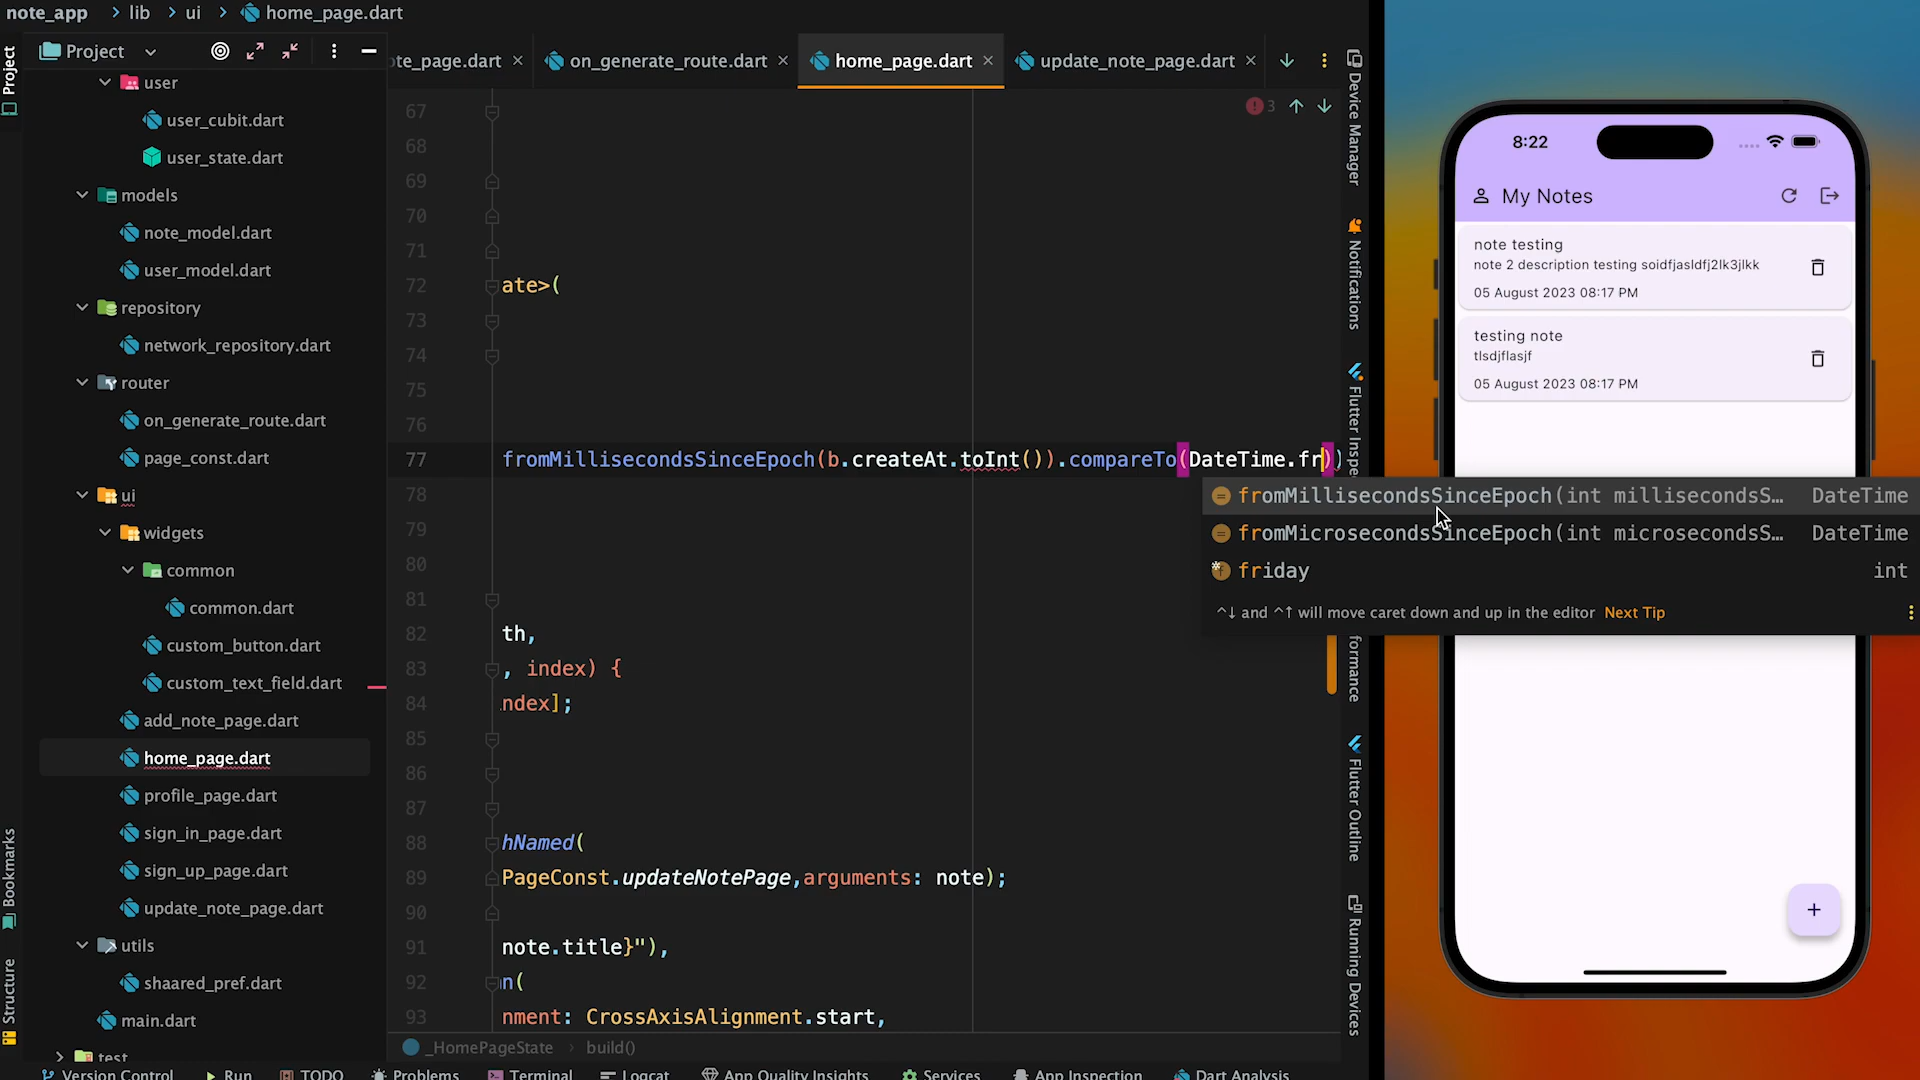 note_app > lib > ui > home_page.dart
Project
user
user_cubit.dart
user_state.dart
models
note_model.dart
user_model.dart
repository
network_repository.dart
router
on_generate_route.dart
page_const.dart
ui
widgets
common
common.dart
custom_button.dart
custom_text_field.dart
add_note_page.dart
home_page.dart
profile_page.dart
sign_in_page.dart
sign_up_page.dart
update_note_page.dart
utils
shaared_pref.dart
main.dart
test
Project
Bookmarks
Structure
te_page.dart
on_generate_route.dart
home_page.dart
update_note_page.dart
3
67
68
69
70
71
72 ate>(
73
74
75
76
77 fromMillisecondsSinceEpoch(b.createAt.toInt()).compareTo(DateTime.fr))
78
79
80
81
82 th,
83 , index) {
84 ndex];
85
86
87
88 hNamed(
89 PageConst.updateNotePage,arguments: note);
90
91 note.title}"),
92 n(
93 nment: CrossAxisAlignment.start,
fromMillisecondsSinceEpoch(int millisecondsS… DateTime
fromMicrosecondsSinceEpoch(int microsecondsS… DateTime
friday int
^↓ and ^↑ will move caret down and up in the editor Next Tip
_HomePageState > build()
Version Control
Run
TODO
Problems
Terminal
Logcat
App Quality Insights
Services
App Inspection
Dart Analysis
Device Manager
Notifications
Flutter Inspe
formance
Flutter Outline
Running Devices
8:22
My Notes
note testing
note 2 description testing soidfjasldfj2lk3jlkk
05 August 2023 08:17 PM
testing note
tlsdjflasjf
05 August 2023 08:17 PM
+